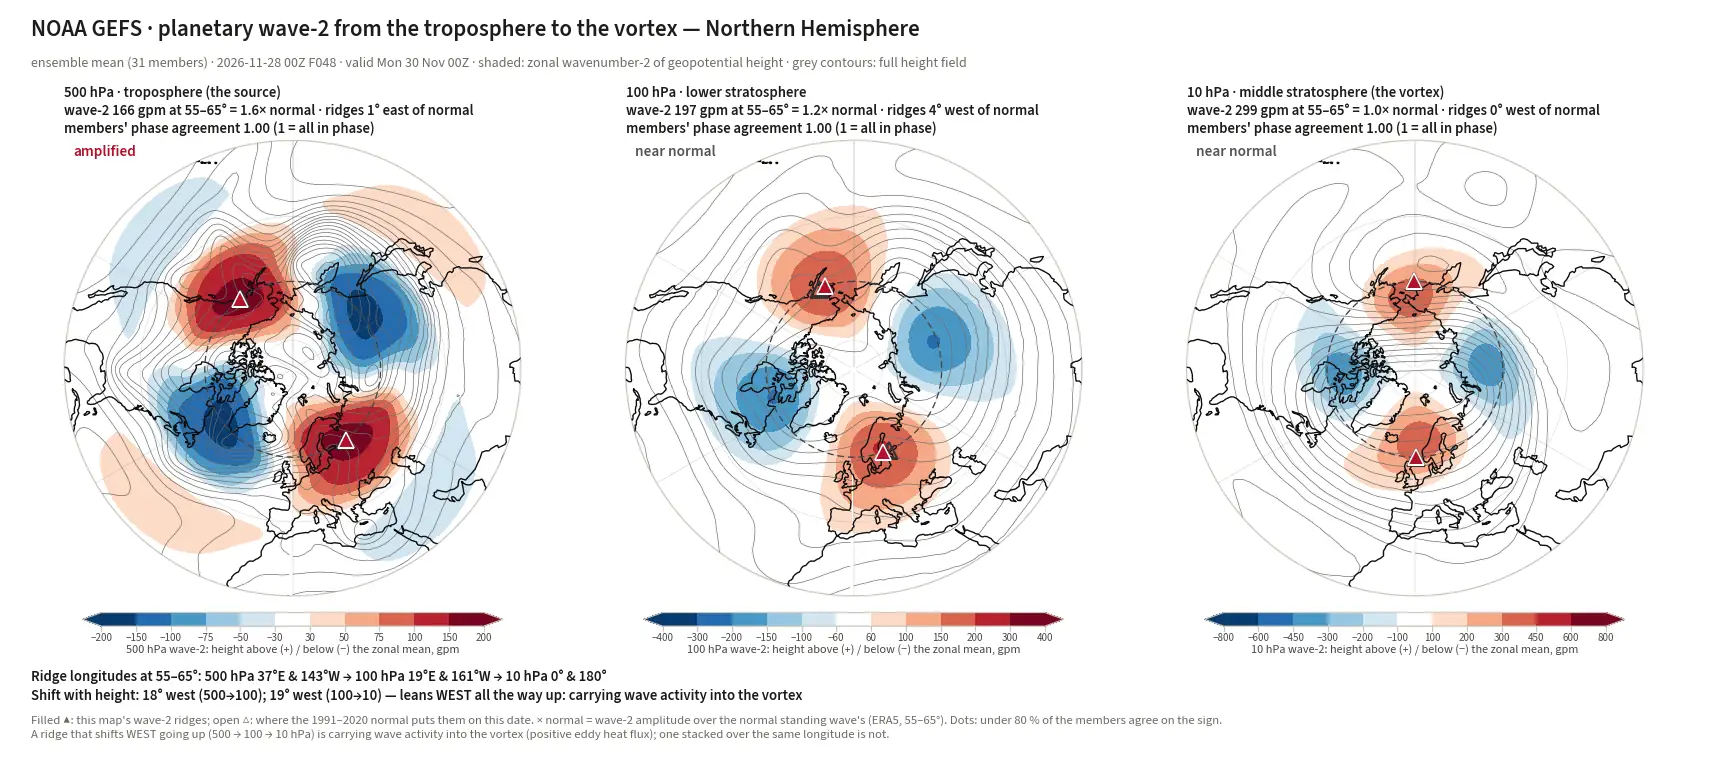 NOAA GEFS · planetary wave-2 from the troposphere to the vortex — Northern Hemisphere
ensemble mean (31 members) · 2026-11-28 00Z F048 · valid Mon 30 Nov 00Z · shaded: zonal wavenumber-2 of geopotential height · grey contours: full height field
500 hPa · troposphere (the source)
wave-2 166 gpm at 55–65° = 1.6× normal · ridges 1° east of normal
members' phase agreement 1.00 (1 = all in phase)
amplified
100 hPa · lower stratosphere
wave-2 197 gpm at 55–65° = 1.2× normal · ridges 4° west of normal
members' phase agreement 1.00 (1 = all in phase)
near normal
10 hPa · middle stratosphere (the vortex)
wave-2 299 gpm at 55–65° = 1.0× normal · ridges 0° west of normal
members' phase agreement 1.00 (1 = all in phase)
near normal
−200 −150 −100 −75 −50 −30 30 50 75 100 150 200
500 hPa wave-2: height above (+) / below (−) the zonal mean, gpm
−400 −300 −200 −150 −100 −60 60 100 150 200 300 400
100 hPa wave-2: height above (+) / below (−) the zonal mean, gpm
−800 −600 −450 −300 −200 −100 100 200 300 450 600 800
10 hPa wave-2: height above (+) / below (−) the zonal mean, gpm
Ridge longitudes at 55–65°: 500 hPa 37°E & 143°W → 100 hPa 19°E & 161°W → 10 hPa 0° & 180°
Shift with height: 18° west (500→100); 19° west (100→10) — leans WEST all the way up: carrying wave activity into the vortex
Filled ▲: this map's wave-2 ridges; open △: where the 1991–2020 normal puts them on this date. × normal = wave-2 amplitude over the normal standing wave's (ERA5, 55–65°). Dots: under 80 % of the members agree on the sign.
A ridge that shifts WEST going up (500 → 100 → 10 hPa) is carrying wave activity into the vortex (positive eddy heat flux); one stacked over the same longitude is not.